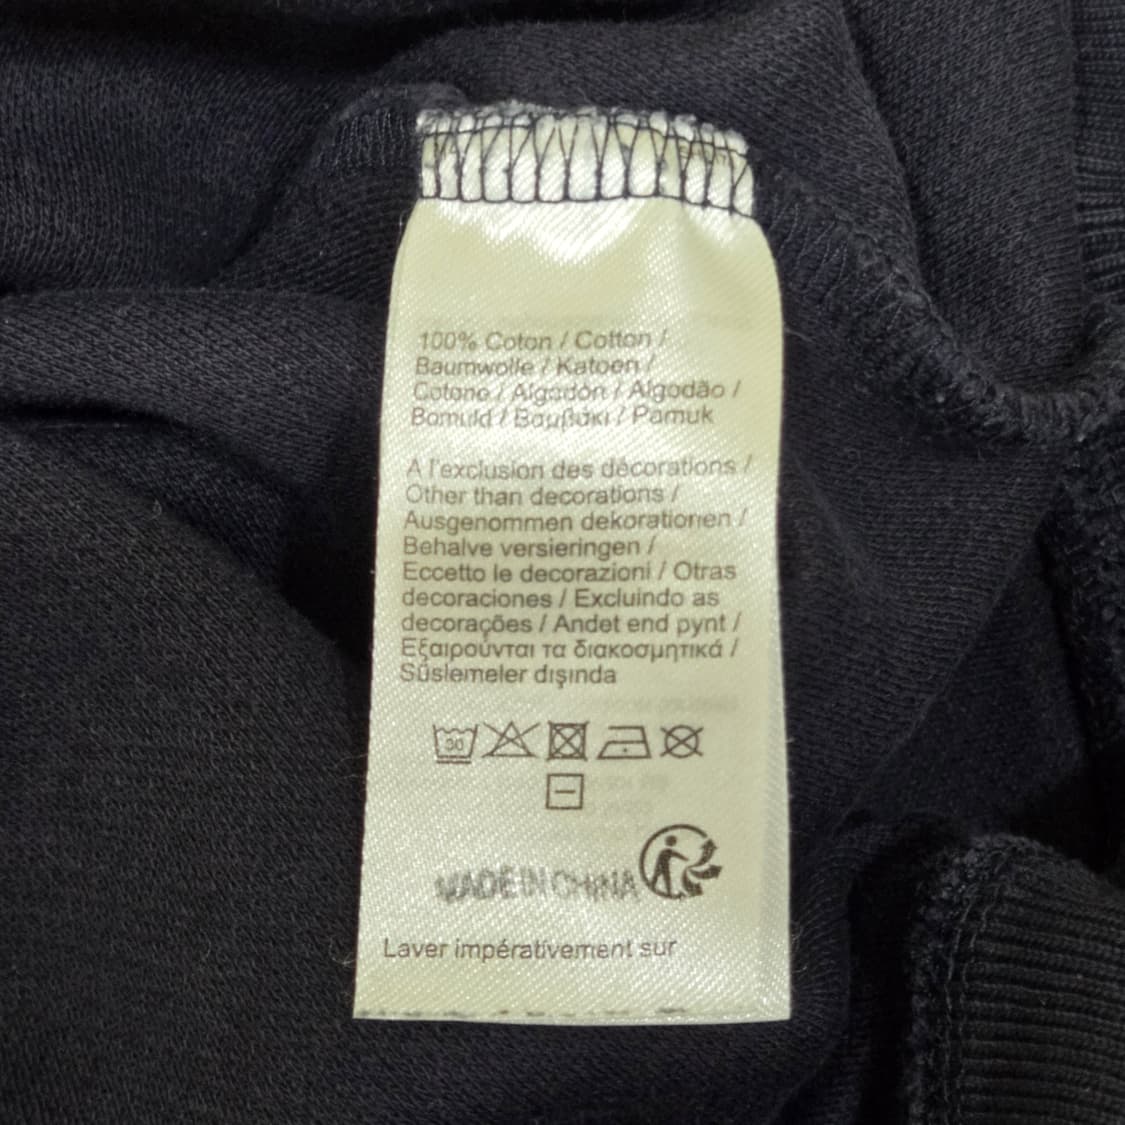 100% Coton / Cotton /
Baumwolle / Katoen /
Cotone / Algodón / Algodão /
Bomuld / Βαμβάκι / Pamuk
A l'exclusion des décorations /
Other than decorations /
Ausgenommen dekorationen /
Behalve versieringen /
Eccetto le decorazioni / Otras
decoraciones / Excluindo as
decorações / Andet end pynt /
Εξαιρούνται τα διακοσμητικά /
Süslemeler dışında
30
MADE IN CHINA
Laver impérativement sur